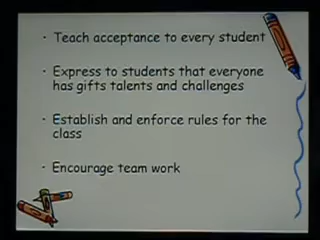 · Teach acceptance to every student
· Express to students that everyone
has gifts talents and challenges
· Establish and enforce rules for the
class
· Encourage team work